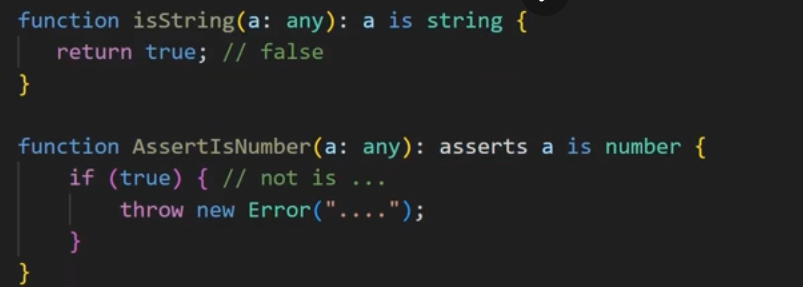 function isString(a: any): a is string {
return true; // false
}
function AssertIsNumber(a: any): asserts a is number {
if (true) { // not is ...
throw new Error("....");
}
}